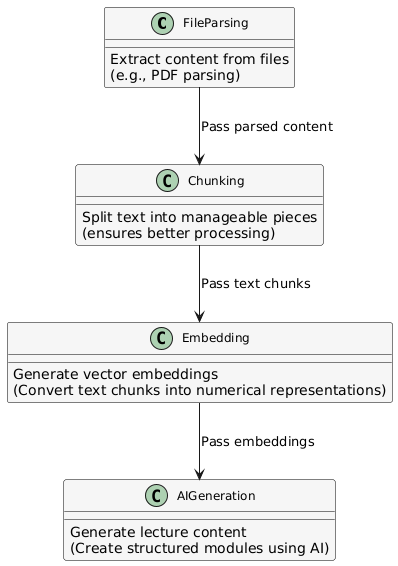 C FileParsing
Extract content from files
(e.g., PDF parsing)
Pass parsed content
C Chunking
Split text into manageable pieces
(ensures better processing)
Pass text chunks
C Embedding
Generate vector embeddings
(Convert text chunks into numerical representations)
Pass embeddings
C AIGeneration
Generate lecture content
(Create structured modules using AI)